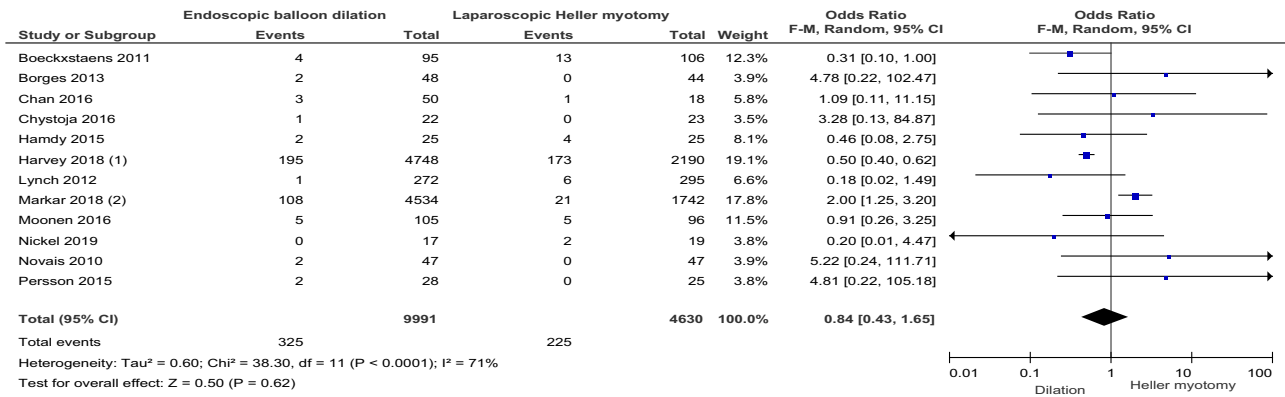 Endoscopic balloon dilation Laparoscopic Heller myotomy Odds Ratio Odds Ratio
Study or Subgroup Events Total Events Total Weight F-M, Random, 95% CI F-M, Random, 95% CI
Boeckxstaens 2011 4 95 13 106 12.3% 0.31 [0.10, 1.00]
Borges 2013 2 48 0 44 3.9% 4.78 [0.22, 102.47]
Chan 2016 3 50 1 18 5.8% 1.09 [0.11, 11.15]
Chystoja 2016 1 22 0 23 3.6% 3.28 [0.13, 84.87]
Hamdy 2015 2 25 4 25 8.1% 0.46 [0.08, 2.75]
Harvey 2018 (1) 195 4748 173 2190 19.1% 0.50 [0.40, 0.62]
Lynch 2012 1 272 6 295 6.6% 0.18 [0.02, 1.49]
Markar 2018 (2) 108 4534 21 1742 17.8% 2.00 [1.25, 3.20]
Moonen 2016 5 105 5 96 11.5% 0.91 [0.26, 3.25]
Nickel 2019 0 17 2 19 3.8% 0.20 [0.01, 4.47]
Novais 2010 2 47 0 47 3.9% 5.22 [0.24, 111.71]
Persson 2015 2 28 0 25 3.8% 4.81 [0.22, 105.18]
Total (95% CI) 9991 4630 100.0% 0.84 [0.43, 1.65]
Total events 325 225
Heterogeneity: Tau² = 0.60; Chi² = 38.30, df = 11 (P < 0.0001); I² = 71%
Test for overall effect: Z = 0.50 (P = 0.62)
0.01 0.1 1 10 100
Dilation Heller myotomy